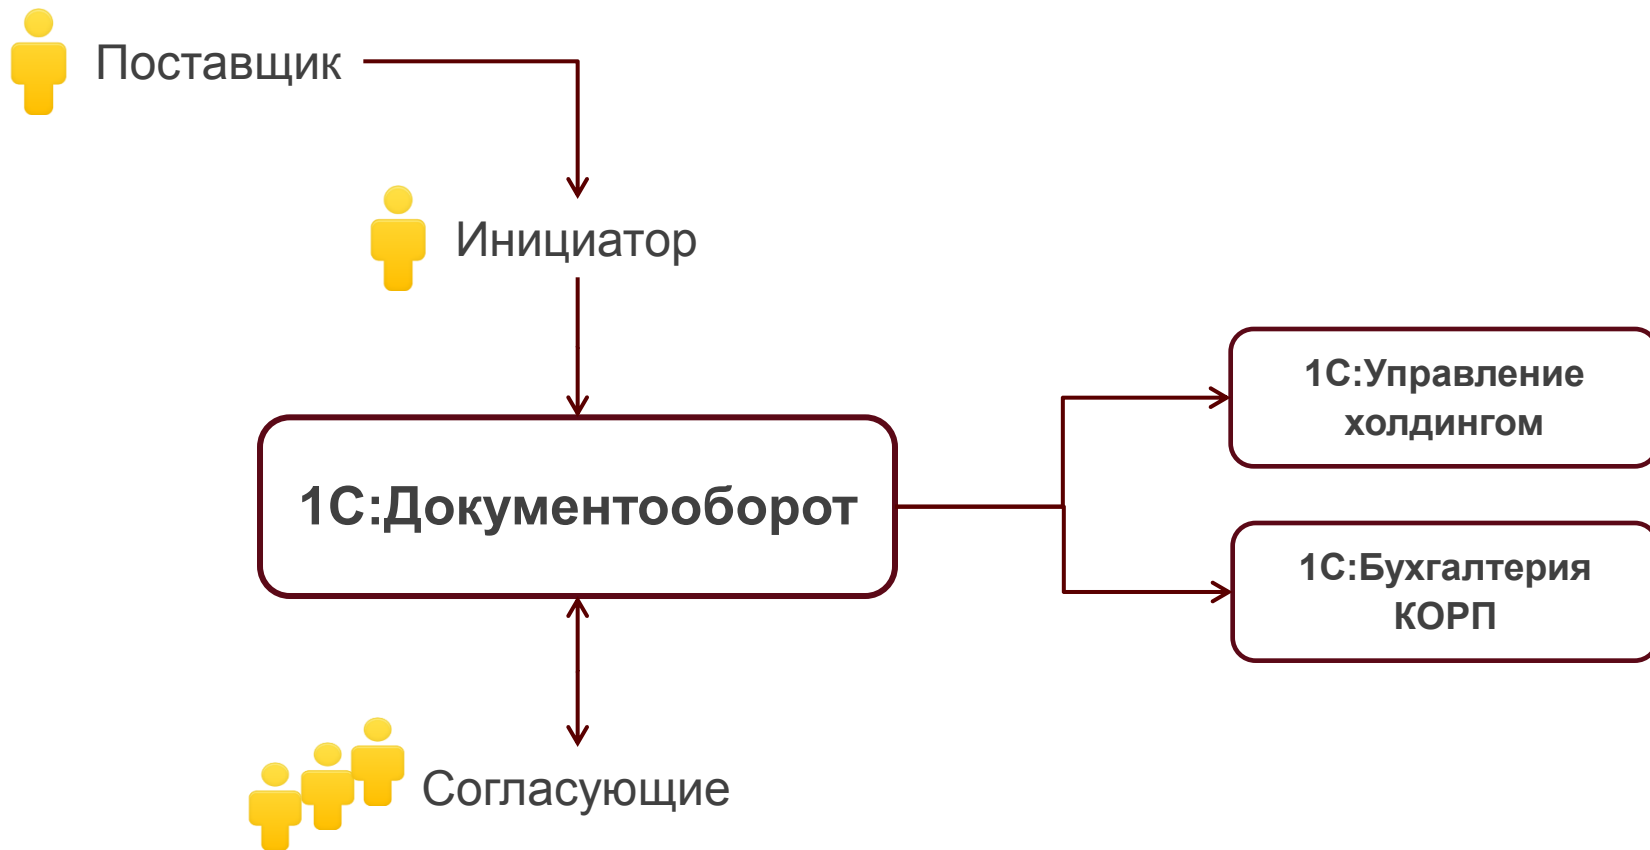 Поставщик
Инициатор
1С:Документооборот
1С:Управление
холдингом
1С:Бухгалтерия
КОРП
Согласующие